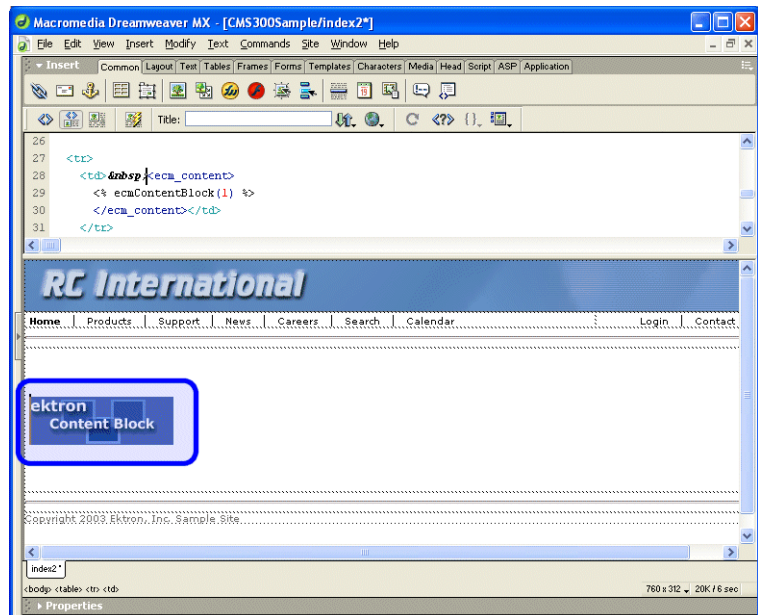 Macromedia Dreamweaver MX - [CMS300Sample/index2*]
File Edit View Insert Modify Text Commands Site Window Help
Insert Common Layout Text Tables Frames Forms Templates Characters Media Head Script ASP Application
Title:
26
27 <tr>
28 <td>&nbsp;<ecm_content>
29 <% ecmContentBlock(1) %>
30 </ecm_content></td>
31 </tr>
RC International
Home | Products | Support | News | Careers | Search | Calendar Login | Contact
ektron
Content Block
Copyright 2003 Ektron, Inc. Sample Site
index2*
<body> <table> <tr> <td> 760 x 312 20K / 6 sec
Properties